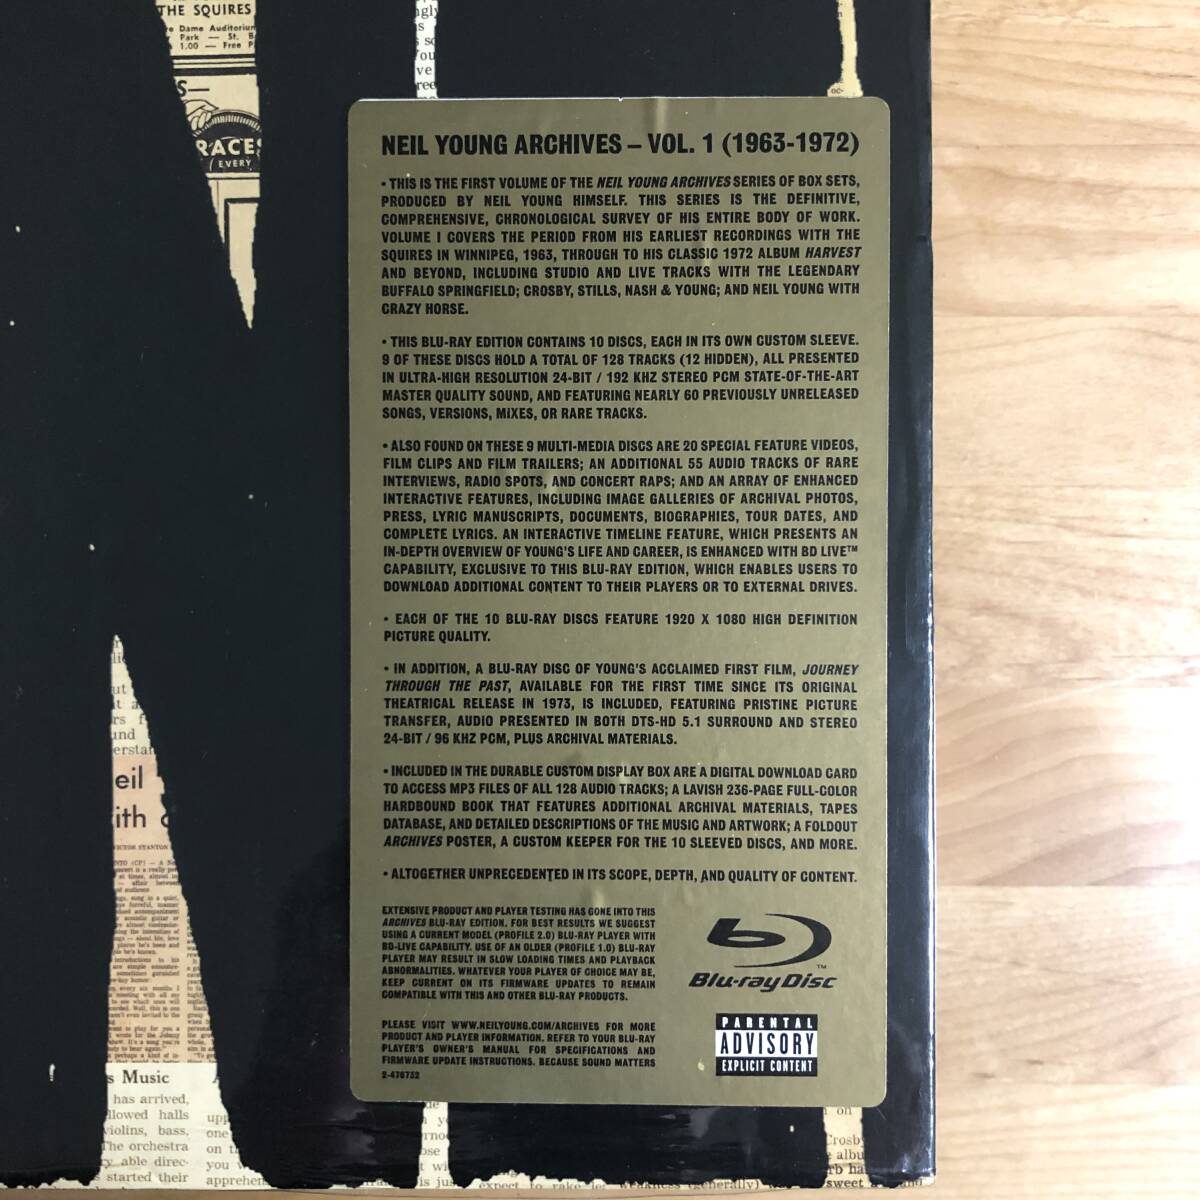 THE SQUIRES
Dame Auditorium
Park — St. B
1.00 — Free P
RACES
EVERY
NEIL YOUNG ARCHIVES – VOL. 1 (1963-1972)
• THIS IS THE FIRST VOLUME OF THE NEIL YOUNG ARCHIVES SERIES OF BOX SETS,
PRODUCED BY NEIL YOUNG HIMSELF. THIS SERIES IS THE DEFINITIVE,
COMPREHENSIVE, CHRONOLOGICAL SURVEY OF HIS ENTIRE BODY OF WORK.
VOLUME I COVERS THE PERIOD FROM HIS EARLIEST RECORDINGS WITH THE
SQUIRES IN WINNIPEG, 1963, THROUGH TO HIS CLASSIC 1972 ALBUM HARVEST
AND BEYOND, INCLUDING STUDIO AND LIVE TRACKS WITH THE LEGENDARY
BUFFALO SPRINGFIELD; CROSBY, STILLS, NASH & YOUNG; AND NEIL YOUNG WITH
CRAZY HORSE.
• THIS BLU-RAY EDITION CONTAINS 10 DISCS, EACH IN ITS OWN CUSTOM SLEEVE.
9 OF THESE DISCS HOLD A TOTAL OF 128 TRACKS (12 HIDDEN), ALL PRESENTED
IN ULTRA-HIGH RESOLUTION 24-BIT / 192 KHZ STEREO PCM STATE-OF-THE-ART
MASTER QUALITY SOUND, AND FEATURING NEARLY 60 PREVIOUSLY UNRELEASED
SONGS, VERSIONS, MIXES, OR RARE TRACKS.
• ALSO FOUND ON THESE 9 MULTI-MEDIA DISCS ARE 20 SPECIAL FEATURE VIDEOS,
FILM CLIPS AND FILM TRAILERS; AN ADDITIONAL 55 AUDIO TRACKS OF RARE
INTERVIEWS, RADIO SPOTS, AND CONCERT RAPS; AND AN ARRAY OF ENHANCED
INTERACTIVE FEATURES, INCLUDING IMAGE GALLERIES OF ARCHIVAL PHOTOS,
PRESS, LYRIC MANUSCRIPTS, DOCUMENTS, BIOGRAPHIES, TOUR DATES, AND
COMPLETE LYRICS. AN INTERACTIVE TIMELINE FEATURE, WHICH PRESENTS AN
IN-DEPTH OVERVIEW OF YOUNG'S LIFE AND CAREER, IS ENHANCED WITH BD LIVE™
CAPABILITY, EXCLUSIVE TO THIS BLU-RAY EDITION, WHICH ENABLES USERS TO
DOWNLOAD ADDITIONAL CONTENT TO THEIR PLAYERS OR TO EXTERNAL DRIVES.
• EACH OF THE 10 BLU-RAY DISCS FEATURE 1920 X 1080 HIGH DEFINITION
PICTURE QUALITY.
• IN ADDITION, A BLU-RAY DISC OF YOUNG'S ACCLAIMED FIRST FILM, JOURNEY
THROUGH THE PAST, AVAILABLE FOR THE FIRST TIME SINCE ITS ORIGINAL
THEATRICAL RELEASE IN 1973, IS INCLUDED, FEATURING PRISTINE PICTURE
TRANSFER, AUDIO PRESENTED IN BOTH DTS-HD 5.1 SURROUND AND STEREO
24-BIT / 96 KHZ PCM, PLUS ARCHIVAL MATERIALS.
• INCLUDED IN THE DURABLE CUSTOM DISPLAY BOX ARE A DIGITAL DOWNLOAD CARD
TO ACCESS MP3 FILES OF ALL 128 AUDIO TRACKS; A LAVISH 236-PAGE FULL-COLOR
HARDBOUND BOOK THAT FEATURES ADDITIONAL ARCHIVAL MATERIALS, TAPES
DATABASE, AND DETAILED DESCRIPTIONS OF THE MUSIC AND ARTWORK; A FOLDOUT
ARCHIVES POSTER, A CUSTOM KEEPER FOR THE 10 SLEEVED DISCS, AND MORE.
• ALTOGETHER UNPRECEDENTED IN ITS SCOPE, DEPTH, AND QUALITY OF CONTENT.
EXTENSIVE PRODUCT AND PLAYER TESTING HAS GONE INTO THIS
ARCHIVES BLU-RAY EDITION. FOR BEST RESULTS WE SUGGEST
USING A CURRENT MODEL (PROFILE 2.0) BLU-RAY PLAYER WITH
BD-LIVE CAPABILITY. USE OF AN OLDER (PROFILE 1.0) BLU-RAY
PLAYER MAY RESULT IN SLOW LOADING TIMES AND PLAYBACK
ABNORMALITIES. WHATEVER YOUR PLAYER OF CHOICE MAY BE,
KEEP CURRENT ON ITS FIRMWARE UPDATES TO REMAIN
COMPATIBLE WITH THIS AND OTHER BLU-RAY PRODUCTS.
PLEASE VISIT WWW.NEILYOUNG.COM/ARCHIVES FOR MORE
PRODUCT AND PLAYER INFORMATION. REFER TO YOUR BLU-RAY
PLAYER'S OWNER'S MANUAL FOR SPECIFICATIONS AND
FIRMWARE UPDATE INSTRUCTIONS. BECAUSE SOUND MATTERS
2-476732
Blu-ray Disc
™
PARENTAL
ADVISORY
EXPLICIT CONTENT
eil
ith
s Music
has arrived,
llowed halls
violins, bass,
The orchestra
able direc-
started their
Crosby